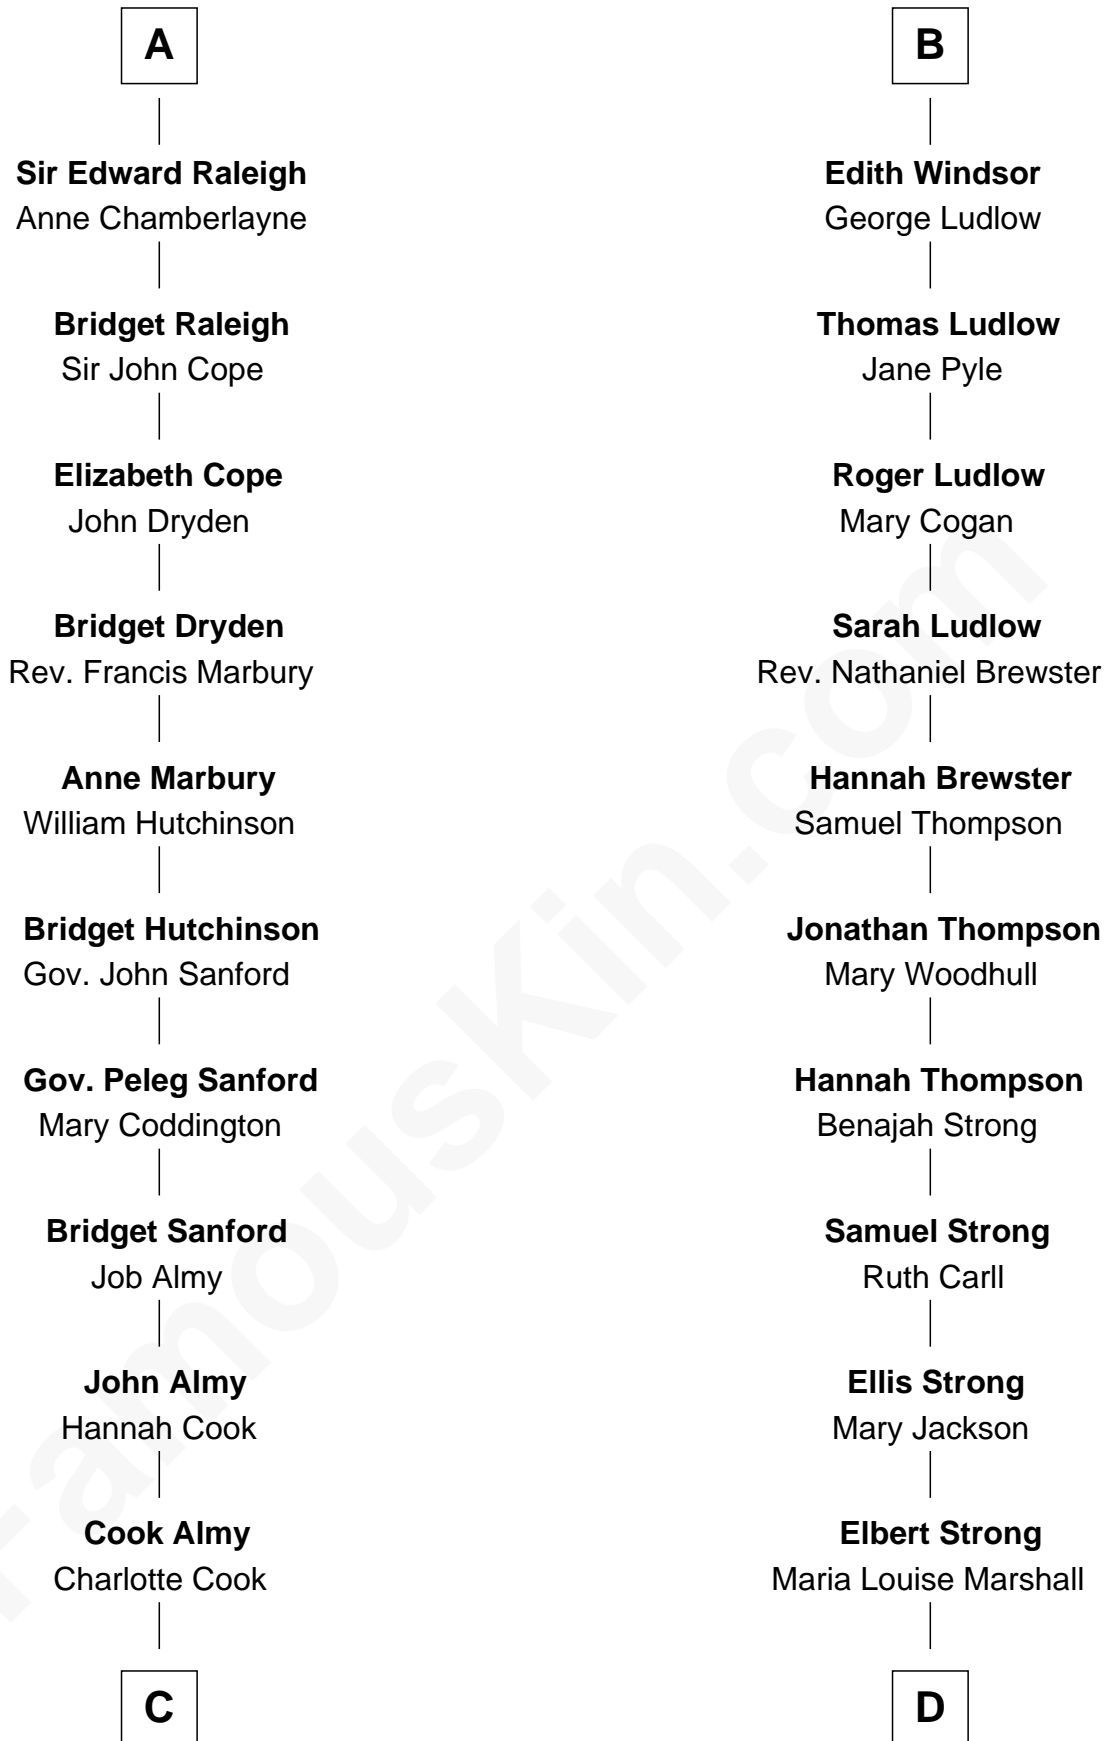 A
Sir Edward Raleigh
Anne Chamberlayne
Bridget Raleigh
Sir John Cope
Elizabeth Cope
John Dryden
Bridget Dryden
Rev. Francis Marbury
Anne Marbury
William Hutchinson
Bridget Hutchinson
Gov. John Sanford
Gov. Peleg Sanford
Mary Coddington
Bridget Sanford
Job Almy
John Almy
Hannah Cook
Cook Almy
Charlotte Cook
C
B
Edith Windsor
George Ludlow
Thomas Ludlow
Jane Pyle
Roger Ludlow
Mary Cogan
Sarah Ludlow
Rev. Nathaniel Brewster
Hannah Brewster
Samuel Thompson
Jonathan Thompson
Mary Woodhull
Hannah Thompson
Benajah Strong
Samuel Strong
Ruth Carll
Ellis Strong
Mary Jackson
Elbert Strong
Maria Louise Marshall
D
FamousKin.com